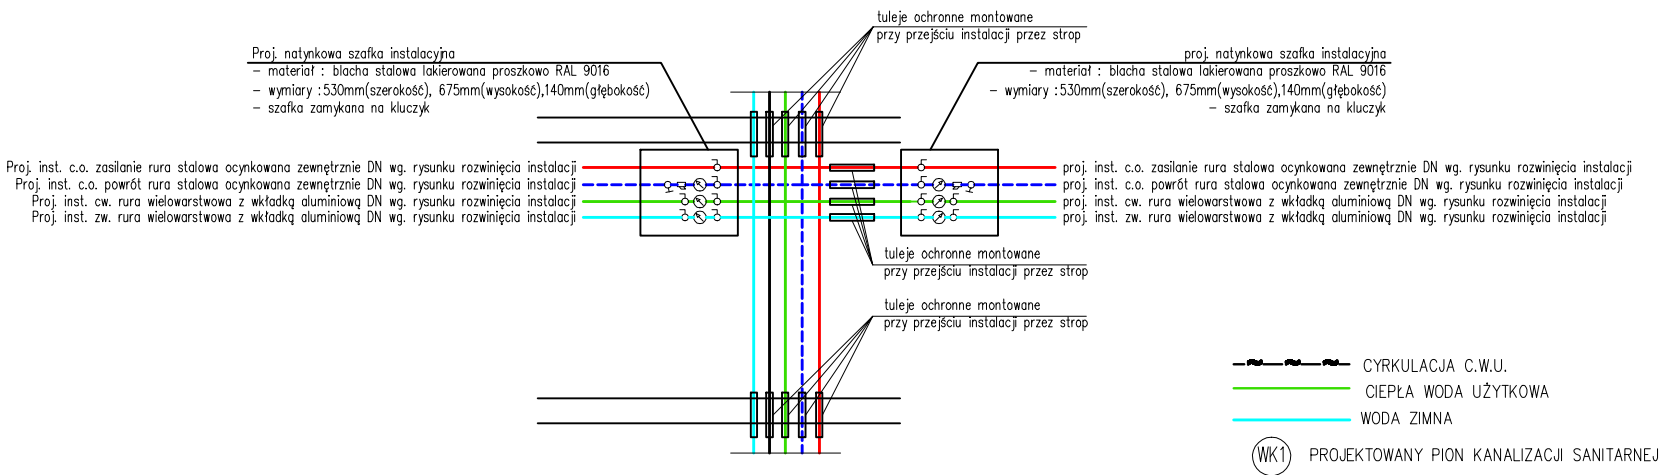 tuleje ochronne montowane
przy przejściu instalacji przez strop
Proj. natynkowa szafka instalacyjna
– materiał : blacha stalowa lakierowana proszkowo RAL 9016
– wymiary :530mm(szerokość), 675mm(wysokość),140mm(głębokość)
– szafka zamykana na kluczyk
proj. natynkowa szafka instalacyjna
– materiał : blacha stalowa lakierowana proszkowo RAL 9016
– wymiary :530mm(szerokość), 675mm(wysokość),140mm(głębokość)
– szafka zamykana na kluczyk
Proj. inst. c.o. zasilanie rura stalowa ocynkowana zewnętrznie DN wg. rysunku rozwinięcia instalacji
Proj. inst. c.o. powrót rura stalowa ocynkowana zewnętrznie DN wg. rysunku rozwinięcia instalacji
Proj. inst. cw. rura wielowarstwowa z wkładką aluminiową DN wg. rysunku rozwinięcia instalacji
Proj. inst. zw. rura wielowarstwowa z wkładką aluminiową DN wg. rysunku rozwinięcia instalacji
proj. inst. c.o. zasilanie rura stalowa ocynkowana zewnętrznie DN wg. rysunku rozwinięcia instalacji
proj. inst. c.o. powrót rura stalowa ocynkowana zewnętrznie DN wg. rysunku rozwinięcia instalacji
proj. inst. cw. rura wielowarstwowa z wkładką aluminiową DN wg. rysunku rozwinięcia instalacji
proj. inst. zw. rura wielowarstwowa z wkładką aluminiową DN wg. rysunku rozwinięcia instalacji
tuleje ochronne montowane
przy przejściu instalacji przez strop
tuleje ochronne montowane
przy przejściu instalacji przez strop
CYRKULACJA C.W.U.
CIEPŁA WODA UŻYTKOWA
WODA ZIMNA
WK1 PROJEKTOWANY PION KANALIZACJI SANITARNEJ